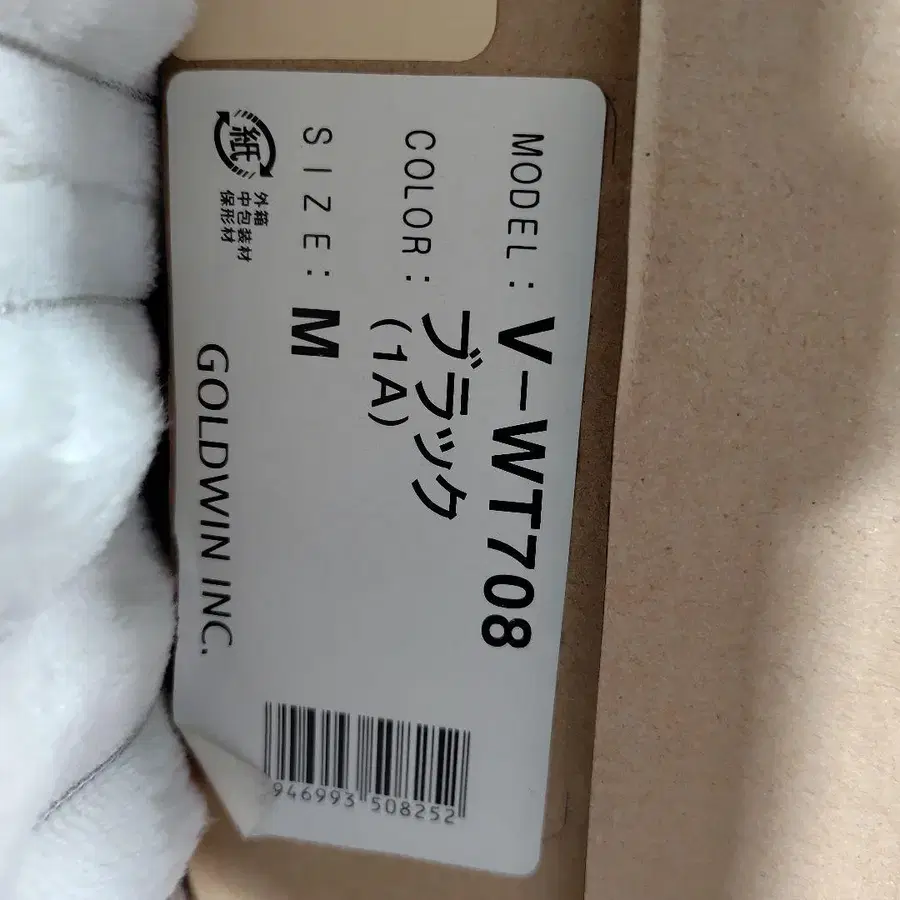 MODEL: V-WT708
COLOR: ブラック
(1A)
SIZE: M
紙
外箱
中包装材
保形材
GOLDWIN INC.
946993 508252